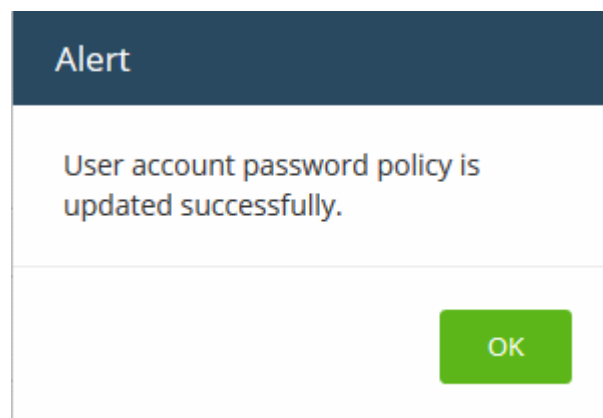 Alert
User account password policy is
updated successfully.
OK